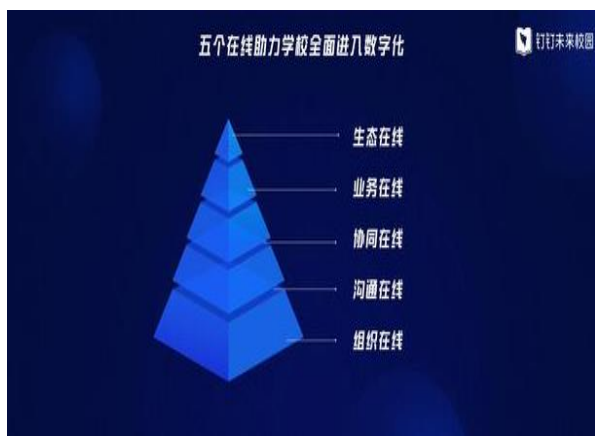 五个在线助力学校全面进入数字化
钉钉未来校园
生态在线
业务在线
协同在线
沟通在线
组织在线